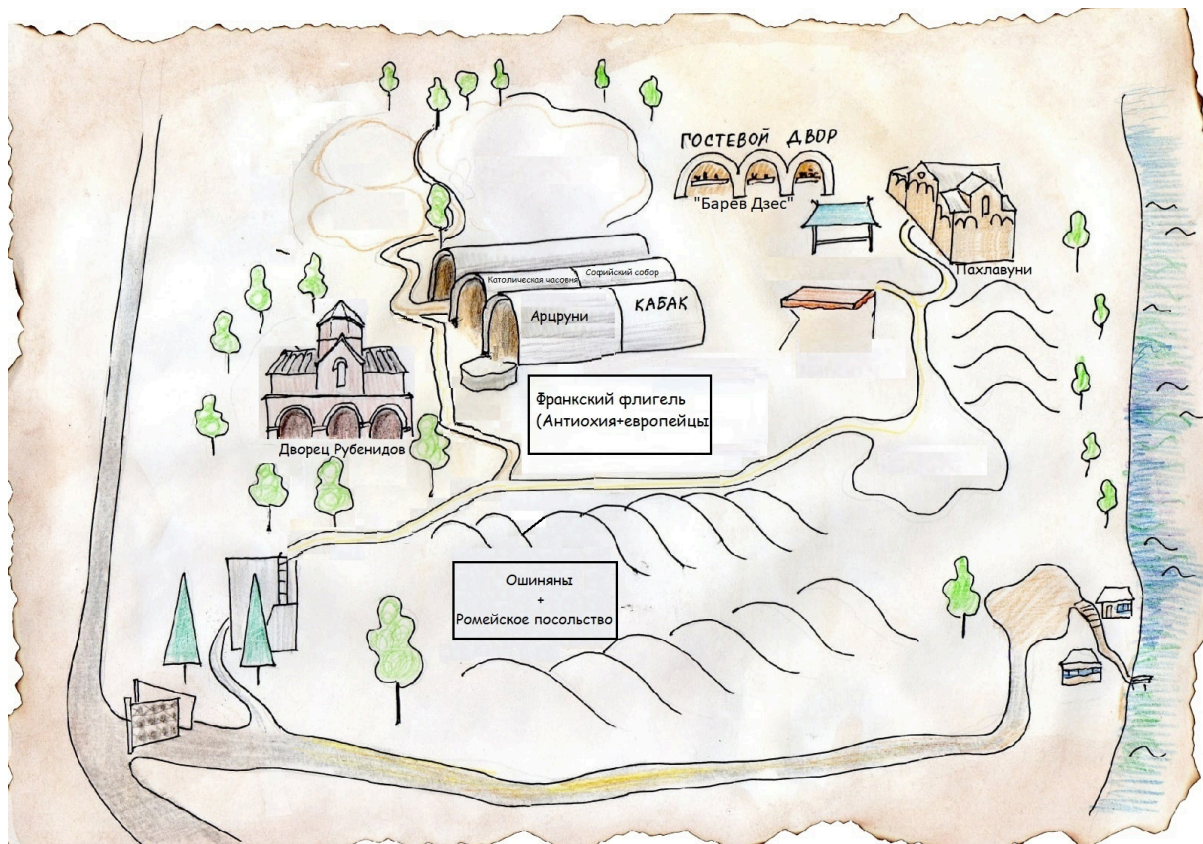 ГОСТЕВОЙ ДВОР
"Барев Дзес"
Пахлавуни
Католическая часовня
Софийский собор
Арцруни
КАБАК
Франкский флигель
(Антиохия+европейцы
Дворец Рубенидов
Ошиняны
+
Ромейское посольство